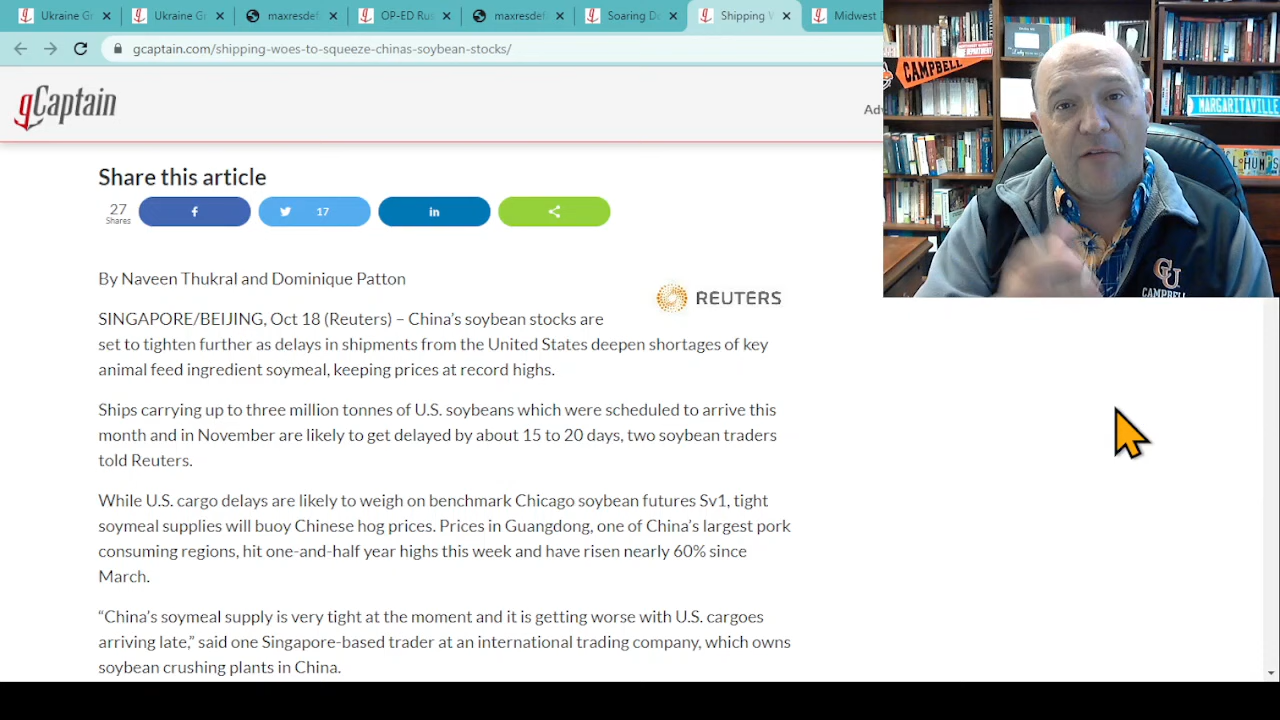 Ukraine Gr
Ukraine Gr
maxresdef
OP-ED Rus
maxresdef
Soaring Du
Shipping W
Midwest
gcaptain.com/shipping-woes-to-squeeze-chinas-soybean-stocks/
gCaptain
Share this article
27
Shares
17
By Naveen Thukral and Dominique Patton
REUTERS
SINGAPORE/BEIJING, Oct 18 (Reuters) – China's soybean stocks are
set to tighten further as delays in shipments from the United States deepen shortages of key
animal feed ingredient soymeal, keeping prices at record highs.
Ships carrying up to three million tonnes of U.S. soybeans which were scheduled to arrive this
month and in November are likely to get delayed by about 15 to 20 days, two soybean traders
told Reuters.
While U.S. cargo delays are likely to weigh on benchmark Chicago soybean futures Sv1, tight
soymeal supplies will buoy Chinese hog prices. Prices in Guangdong, one of China's largest pork
consuming regions, hit one-and-half year highs this week and have risen nearly 60% since
March.
“China's soymeal supply is very tight at the moment and it is getting worse with U.S. cargoes
arriving late,” said one Singapore-based trader at an international trading company, which owns
soybean crushing plants in China.
CAMPBELL
MARGARITAVILLE
CU
CAMPBELL